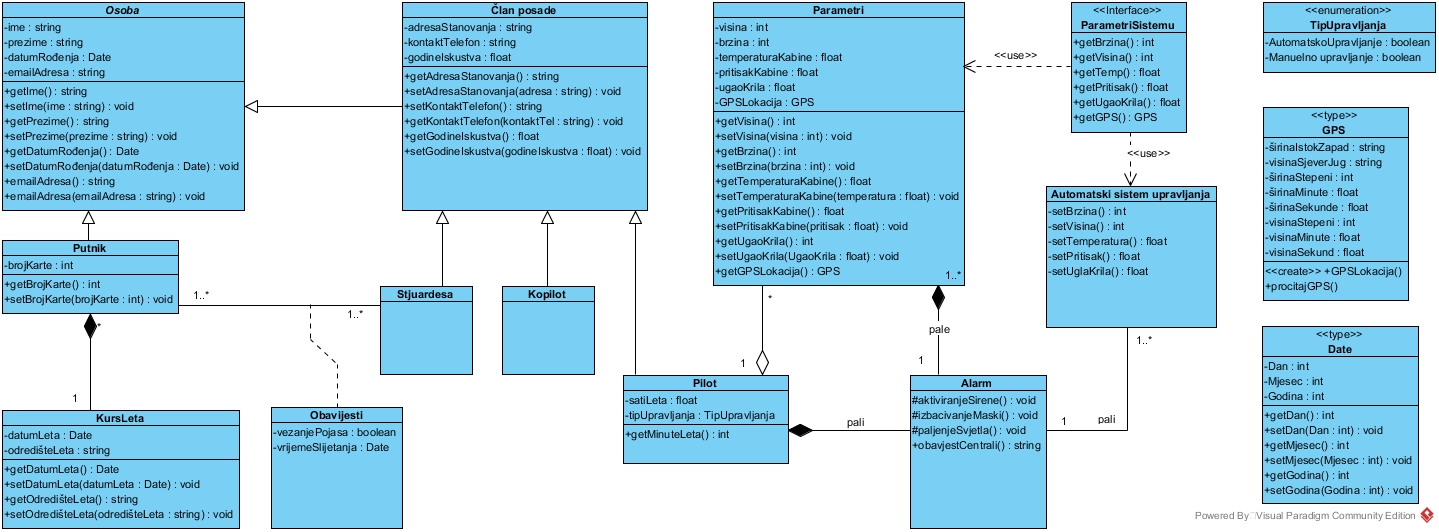 Osoba
-ime : string
-prezime : string
-datumRođenja : Date
-emailAdresa : string
+getIme() : string
+setIme(ime : string) : void
+getPrezime() : string
+setPrezime(prezime : string) : void
+getDatumRođenja() : Date
+setDatumRođenja(datumRođenja : Date) : void
+emailAdresa() : string
+emailAdresa(emailAdresa : string) : void
Član posade
-adresaStanovanja : string
-kontaktTelefon : string
-godineIskustva : float
+getAdresaStanovanja() : string
+setAdresaStanovanja(adresa : string) : void
+setKontaktTelefon() : string
+getKontaktTelefon(kontaktTel : string) : void
+getGodineIskustva() : float
+setGodineIskustva(godineIskustva : float) : void
Parametri
-visina : int
-brzina : int
-temperaturaKabine : float
-pritisakKabine : float
-ugaoKrila : float
-GPSLokacija : GPS
+getVisina() : int
+setVisina(visina : int) : void
+getBrzina() : int
+setBrzina(brzina : int) : void
+getTemperaturaKabine() : float
+setTemperaturaKabine(temperatura : float) : void
+getPritisakKabine() : float
+setPritisakKabine(pritisak : float) : void
+getUgaoKrila() : int
+setUgaoKrila(UgaoKrila : float) : void
+getGPSLokacija() : GPS
1..*
<<use>>
<<Interface>>
ParametriSistemu
+getBrzina() : int
+getVisina() : int
+getTemp() : float
+getPritisak() : float
+getUgaoKrila() : float
+getGPS() : GPS
<<use>>
<<enumeration>>
TipUpravljanja
-AutomatskoUpravljanje : boolean
-Manuelno upravljanje : boolean
<<type>>
GPS
-širinaIstokZapad : string
-visinaSjeverJug : string
-širinaStepeni : int
-širinaMinute : float
-širinaSekunde : float
-visinaStepeni : int
-visinaMinute : float
-visinaSekund : float
<<create>> +GPSLokacija()
+procitajGPS()
Automatski sistem upravljanja
-setBrzina() : int
-setVisina() : int
-setTemperatura() : float
-setPritisak() : float
-setUglaKrila() : float
1..*
Putnik
-brojKarte : int
+getBrojKarte() : int
+setBrojKarte(brojKarte : int) : void
1..*
1..*
*
1
Stjuardesa
Kopilot
*
1
pale
1
<<type>>
Date
-Dan : int
-Mjesec : int
-Godina : int
+getDan() : int
+setDan(Dan : int) : void
+getMjesec() : int
+setMjesec(Mjesec : int) : void
+getGodina() : int
+setGodina(Godina : int) : void
KursLeta
-datumLeta : Date
-odredišteLeta : string
+getDatumLeta() : Date
+setDatumLeta(datumLeta : Date) : void
+getOdredišteLeta() : string
+setOdredišteLeta(odredišteLeta : string) : void
Obavijesti
-vezanjePojasa : boolean
-vrijemeSlijetanja : Date
Pilot
-satiLeta : float
-tipUpravljanja : TipUpravljanja
+getMinuteLeta() : int
pali
Alarm
#aktiviranjeSirene() : void
#izbacivanjeMaski() : void
#paljenjeSvjetla() : void
+obavjestCentrali() : string
1
pali
Powered By Visual Paradigm Community Edition